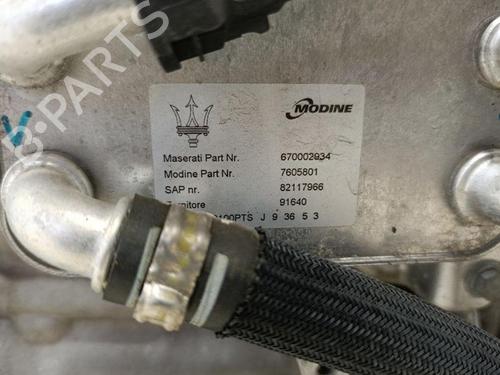 B-PARTS
MODINE
Maserati Part Nr. 670002934
Modine Part Nr. 7605801
SAP nr. 82117966
91640
J 9 36 5 3